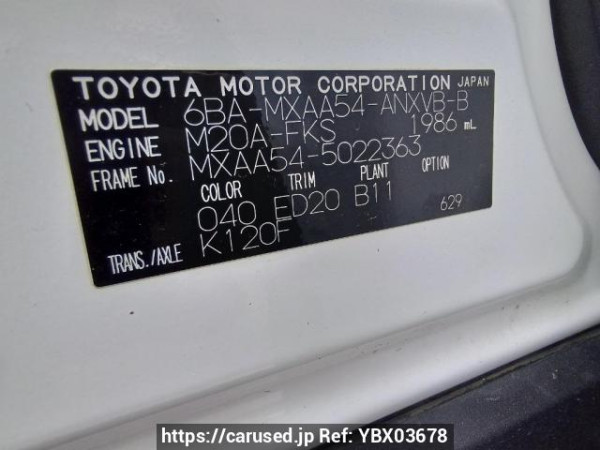 TOYOTA MOTOR CORPORATION JAPAN
MODEL 6BA-MXAA54-ANXVB-B
ENGINE M20A-FKS 1986 mL
FRAME No. MXAA54-5022363
COLOR TRIM PLANT OPTION
040 ED20 B11 629
TRANS./AXLE K120F
https://carused.jp Ref: YBX03678